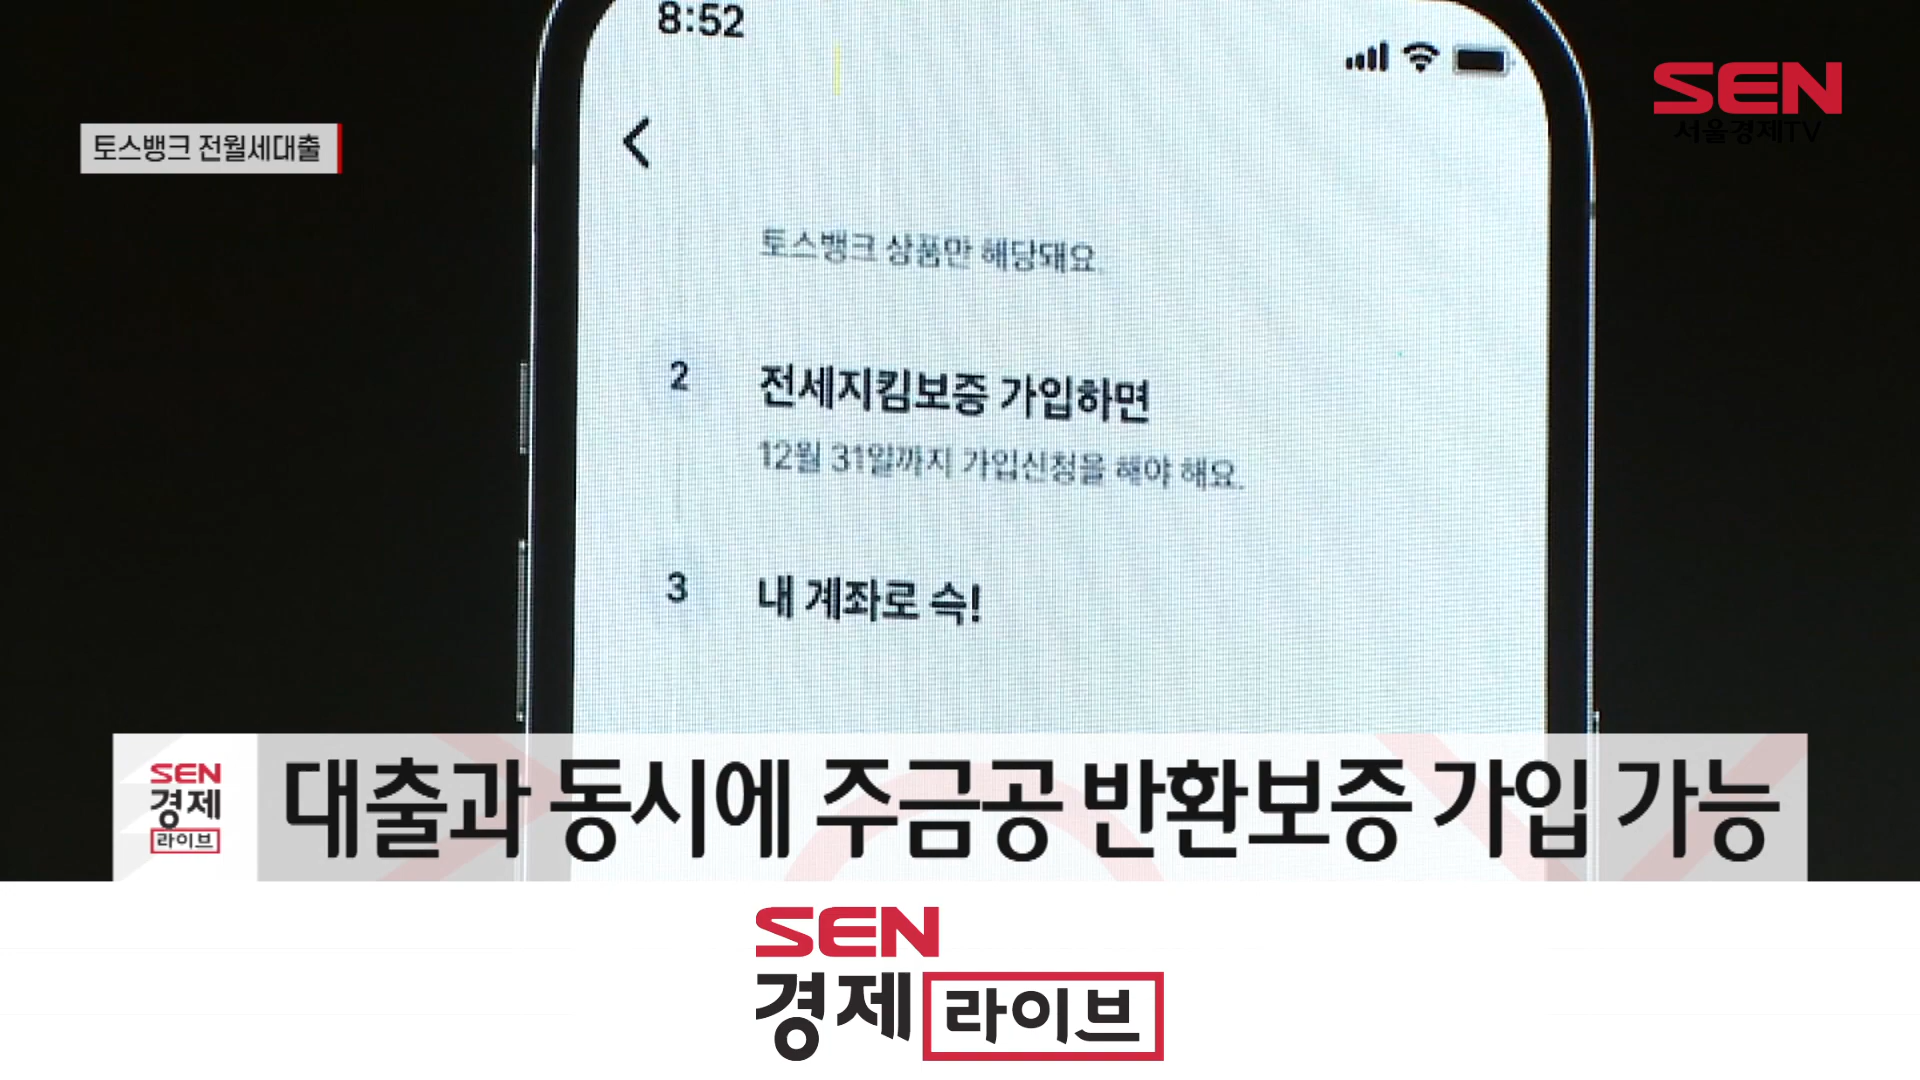 8:52
SEN
서울경제TV
토스뱅크 전월세대출
토스뱅크 상품만 해당돼요.
2
전세지킴보증 가입하면
12월 31일까지 가입신청을 해야 해요.
3
내 계좌로 슥!
SEN
경제
라이브
대출과 동시에 주금공 반환보증 가입 가능
SEN
경제 라이브